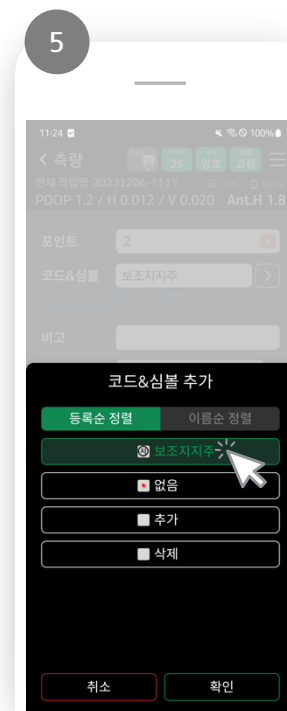 5
11:24 100%
측량 25 양호 고정
현재 작업명 20231206-1119 95% 100%
PDOP 1.2 / H 0.012 / V 0.020 Ant.H 1.8
포인트 2
코드&심볼 보조지지주
비고
코드&심볼 추가
등록순 정렬 이름순 정렬
보조지지주
없음
추가
삭제
취소 확인